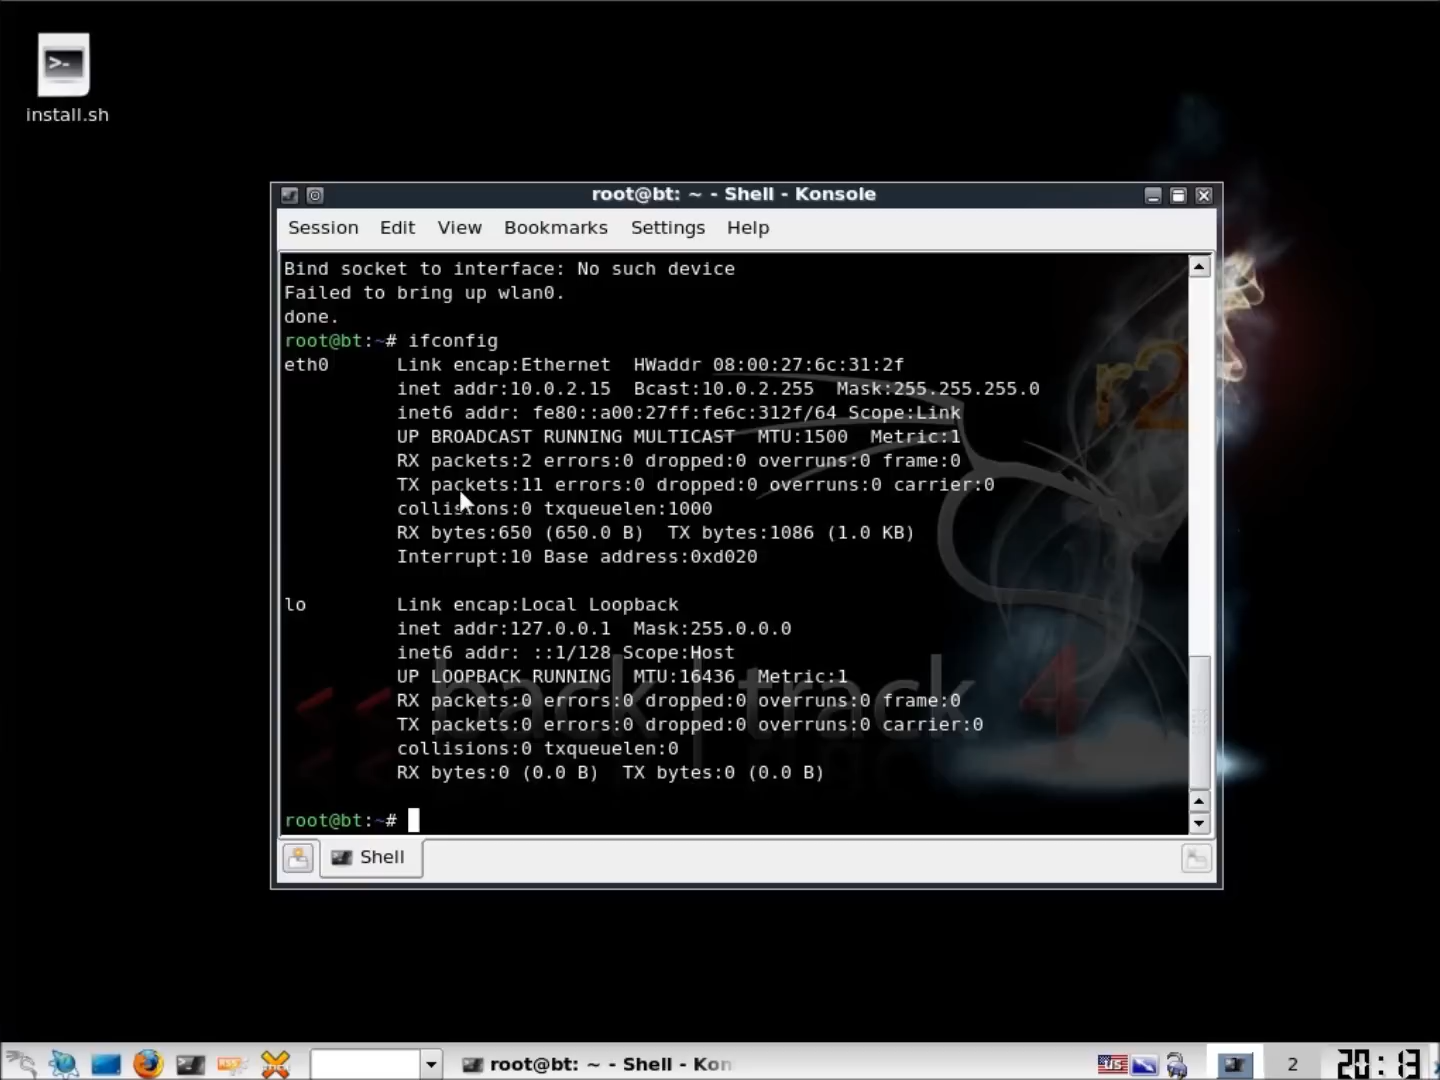 install.sh
root@bt: ~ - Shell - Konsole
Session Edit View Bookmarks Settings Help
Bind socket to interface: No such device
Failed to bring up wlan0.
done.
root@bt:~# ifconfig
eth0 Link encap:Ethernet HWaddr 08:00:27:6c:31:2f
inet addr:10.0.2.15 Bcast:10.0.2.255 Mask:255.255.255.0
inet6 addr: fe80::a00:27ff:fe6c:312f/64 Scope:Link
UP BROADCAST RUNNING MULTICAST MTU:1500 Metric:1
RX packets:2 errors:0 dropped:0 overruns:0 frame:0
TX packets:11 errors:0 dropped:0 overruns:0 carrier:0
collisions:0 txqueuelen:1000
RX bytes:650 (650.0 B) TX bytes:1086 (1.0 KB)
Interrupt:10 Base address:0xd020
lo Link encap:Local Loopback
inet addr:127.0.0.1 Mask:255.0.0.0
inet6 addr: ::1/128 Scope:Host
UP LOOPBACK RUNNING MTU:16436 Metric:1
RX packets:0 errors:0 dropped:0 overruns:0 frame:0
TX packets:0 errors:0 dropped:0 overruns:0 carrier:0
collisions:0 txqueuelen:0
RX bytes:0 (0.0 B) TX bytes:0 (0.0 B)
root@bt:~#
r2
<< back | track 4
Shell
root@bt: ~ - Shell - Kon
US
2
20:13